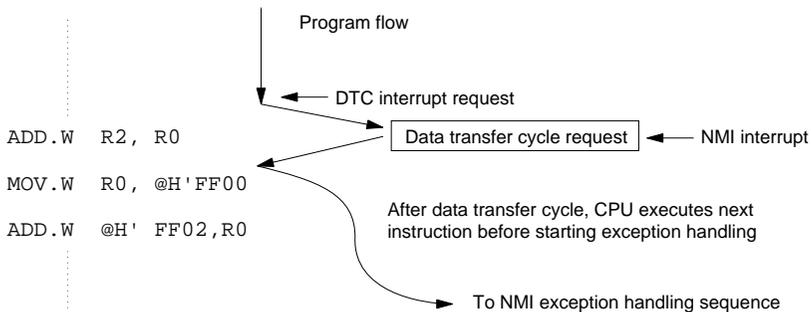 Program flow
DTC interrupt request
ADD.W R2, R0
Data transfer cycle request
NMI interrupt
MOV.W R0, @H'FF00
ADD.W @H' FF02,R0
After data transfer cycle, CPU executes next
instruction before starting exception handling
To NMI exception handling sequence